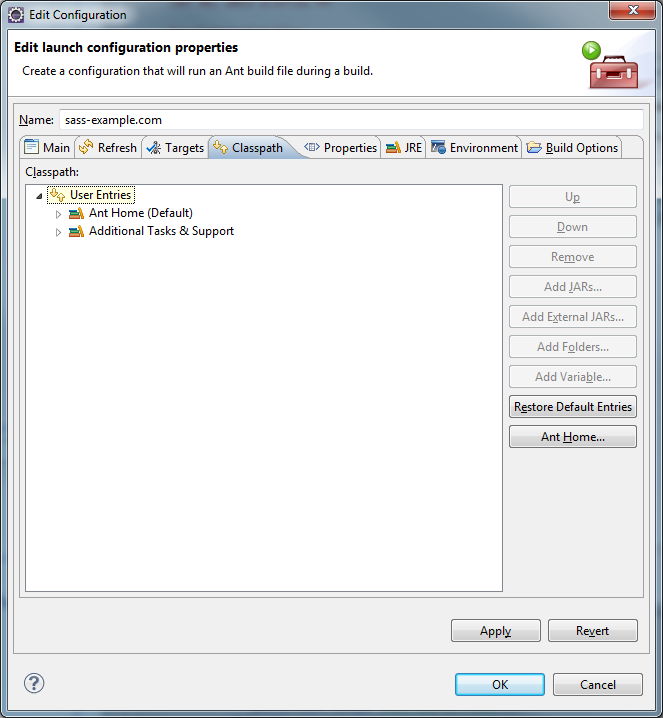 Edit Configuration
Edit launch configuration properties
Create a configuration that will run an Ant build file during a build.
Name: sass-example.com
Main Refresh Targets Classpath Properties JRE Environment Build Options
Classpath:
User Entries
Ant Home (Default)
Additional Tasks & Support
Up
Down
Remove
Add JARs...
Add External JARs...
Add Folders...
Add Variable...
Restore Default Entries
Ant Home...
Apply Revert
OK Cancel